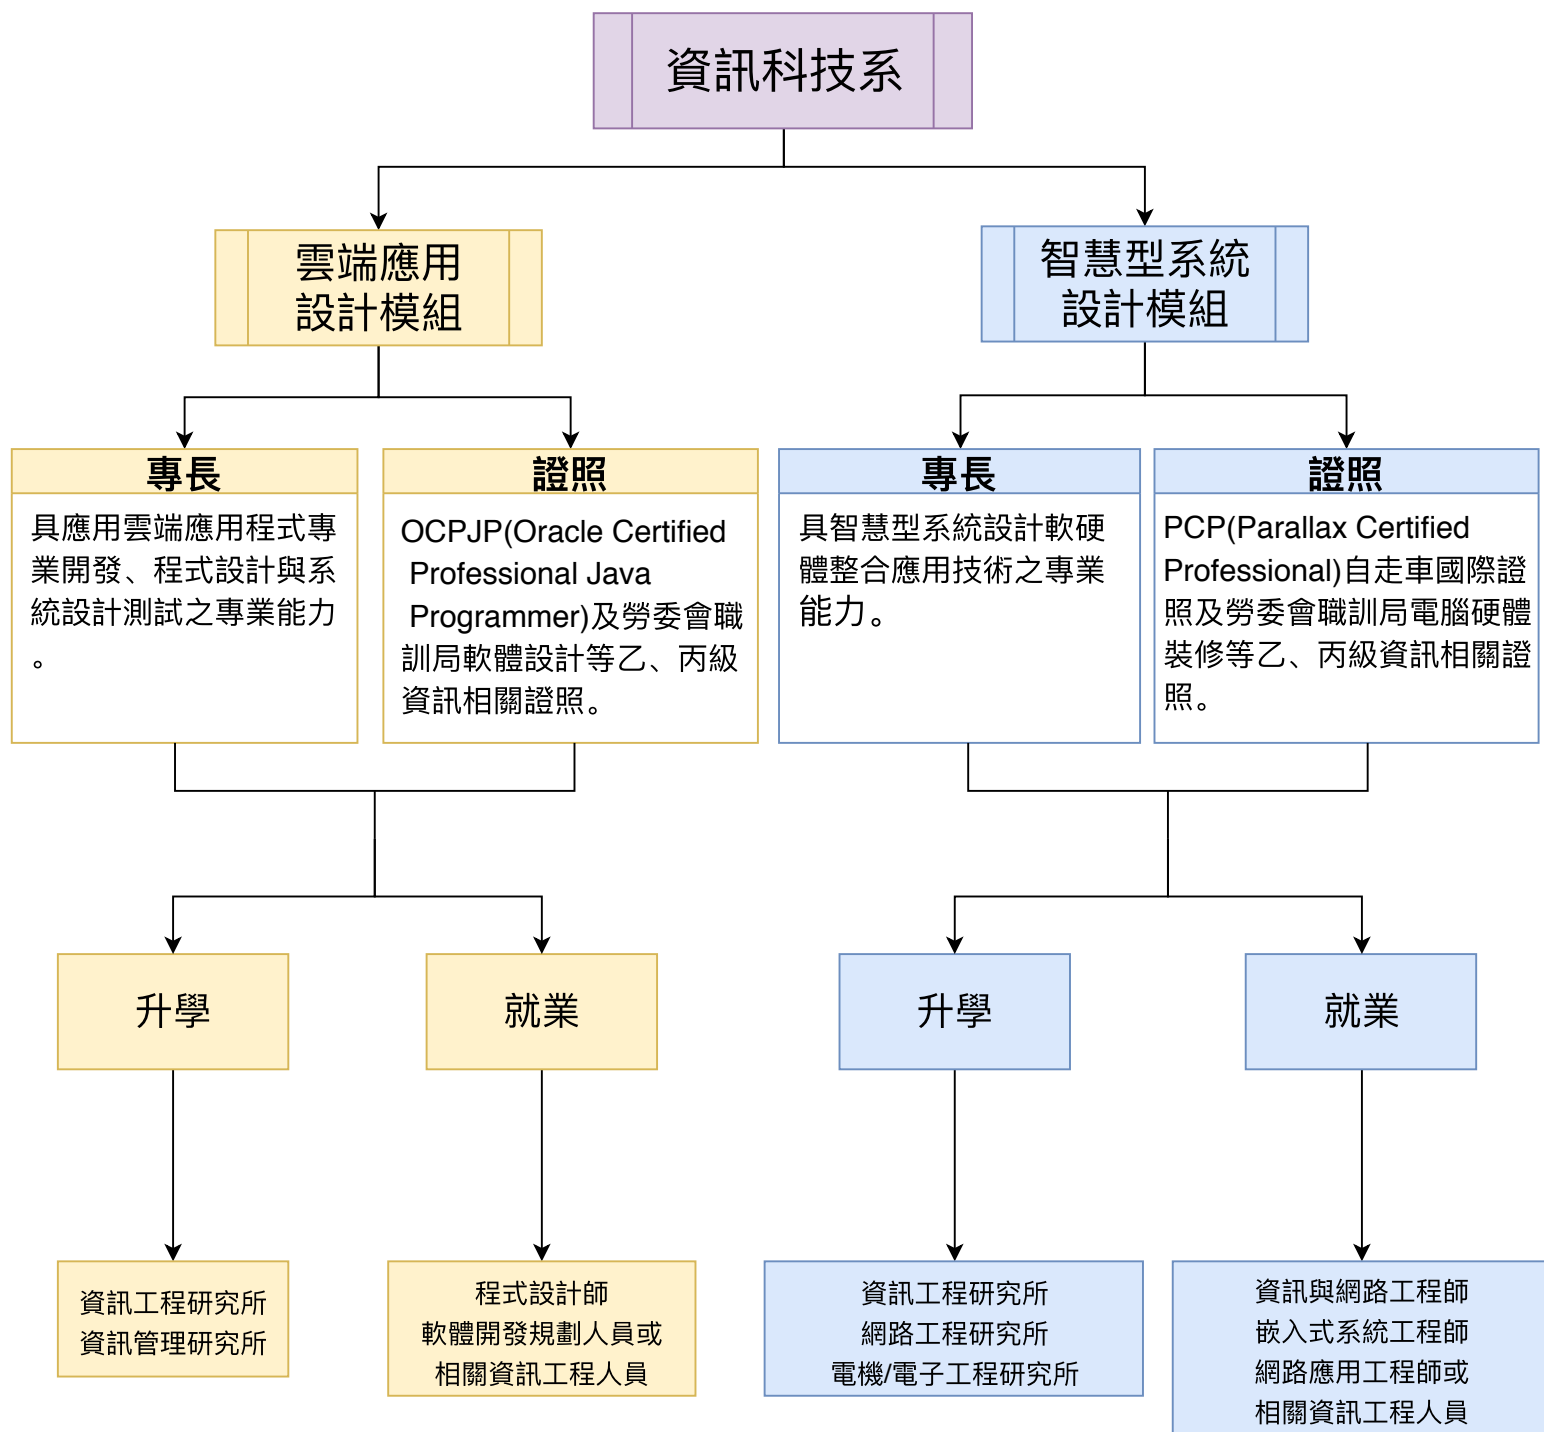 資訊科技系
雲端應用
設計模組
智慧型系統
設計模組
專長
具應用雲端應用程式專
業開發、程式設計與系
統設計測試之專業能力
。
證照
OCPJP(Oracle Certified
Professional Java
Programmer)及勞委會職
訓局軟體設計等乙、丙級
資訊相關證照。
專長
具智慧型系統設計軟硬
體整合應用技術之專業
能力。
證照
PCP(Parallax Certified
Professional)自走車國際證
照及勞委會職訓局電腦硬體
裝修等乙、丙級資訊相關證
照。
升學
就業
升學
就業
資訊工程研究所
資訊管理研究所
程式設計師
軟體開發規劃人員或
相關資訊工程人員
資訊工程研究所
網路工程研究所
電機/電子工程研究所
資訊與網路工程師
嵌入式系統工程師
網路應用工程師或
相關資訊工程人員